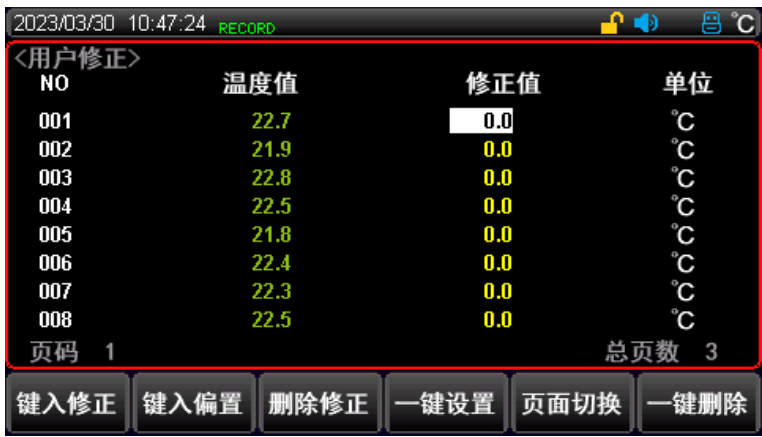 2023/03/30 10:47:24 RECORD ℃
<用户修正>
NO 温度值 修正值 单位
001 22.7 0.0 ℃
002 21.9 0.0 ℃
003 22.8 0.0 ℃
004 22.5 0.0 ℃
005 21.8 0.0 ℃
006 22.4 0.0 ℃
007 22.3 0.0 ℃
008 22.5 0.0 ℃
页码 1 总页数 3
键入修正 键入偏置 删除修正 一键设置 页面切换 一键删除